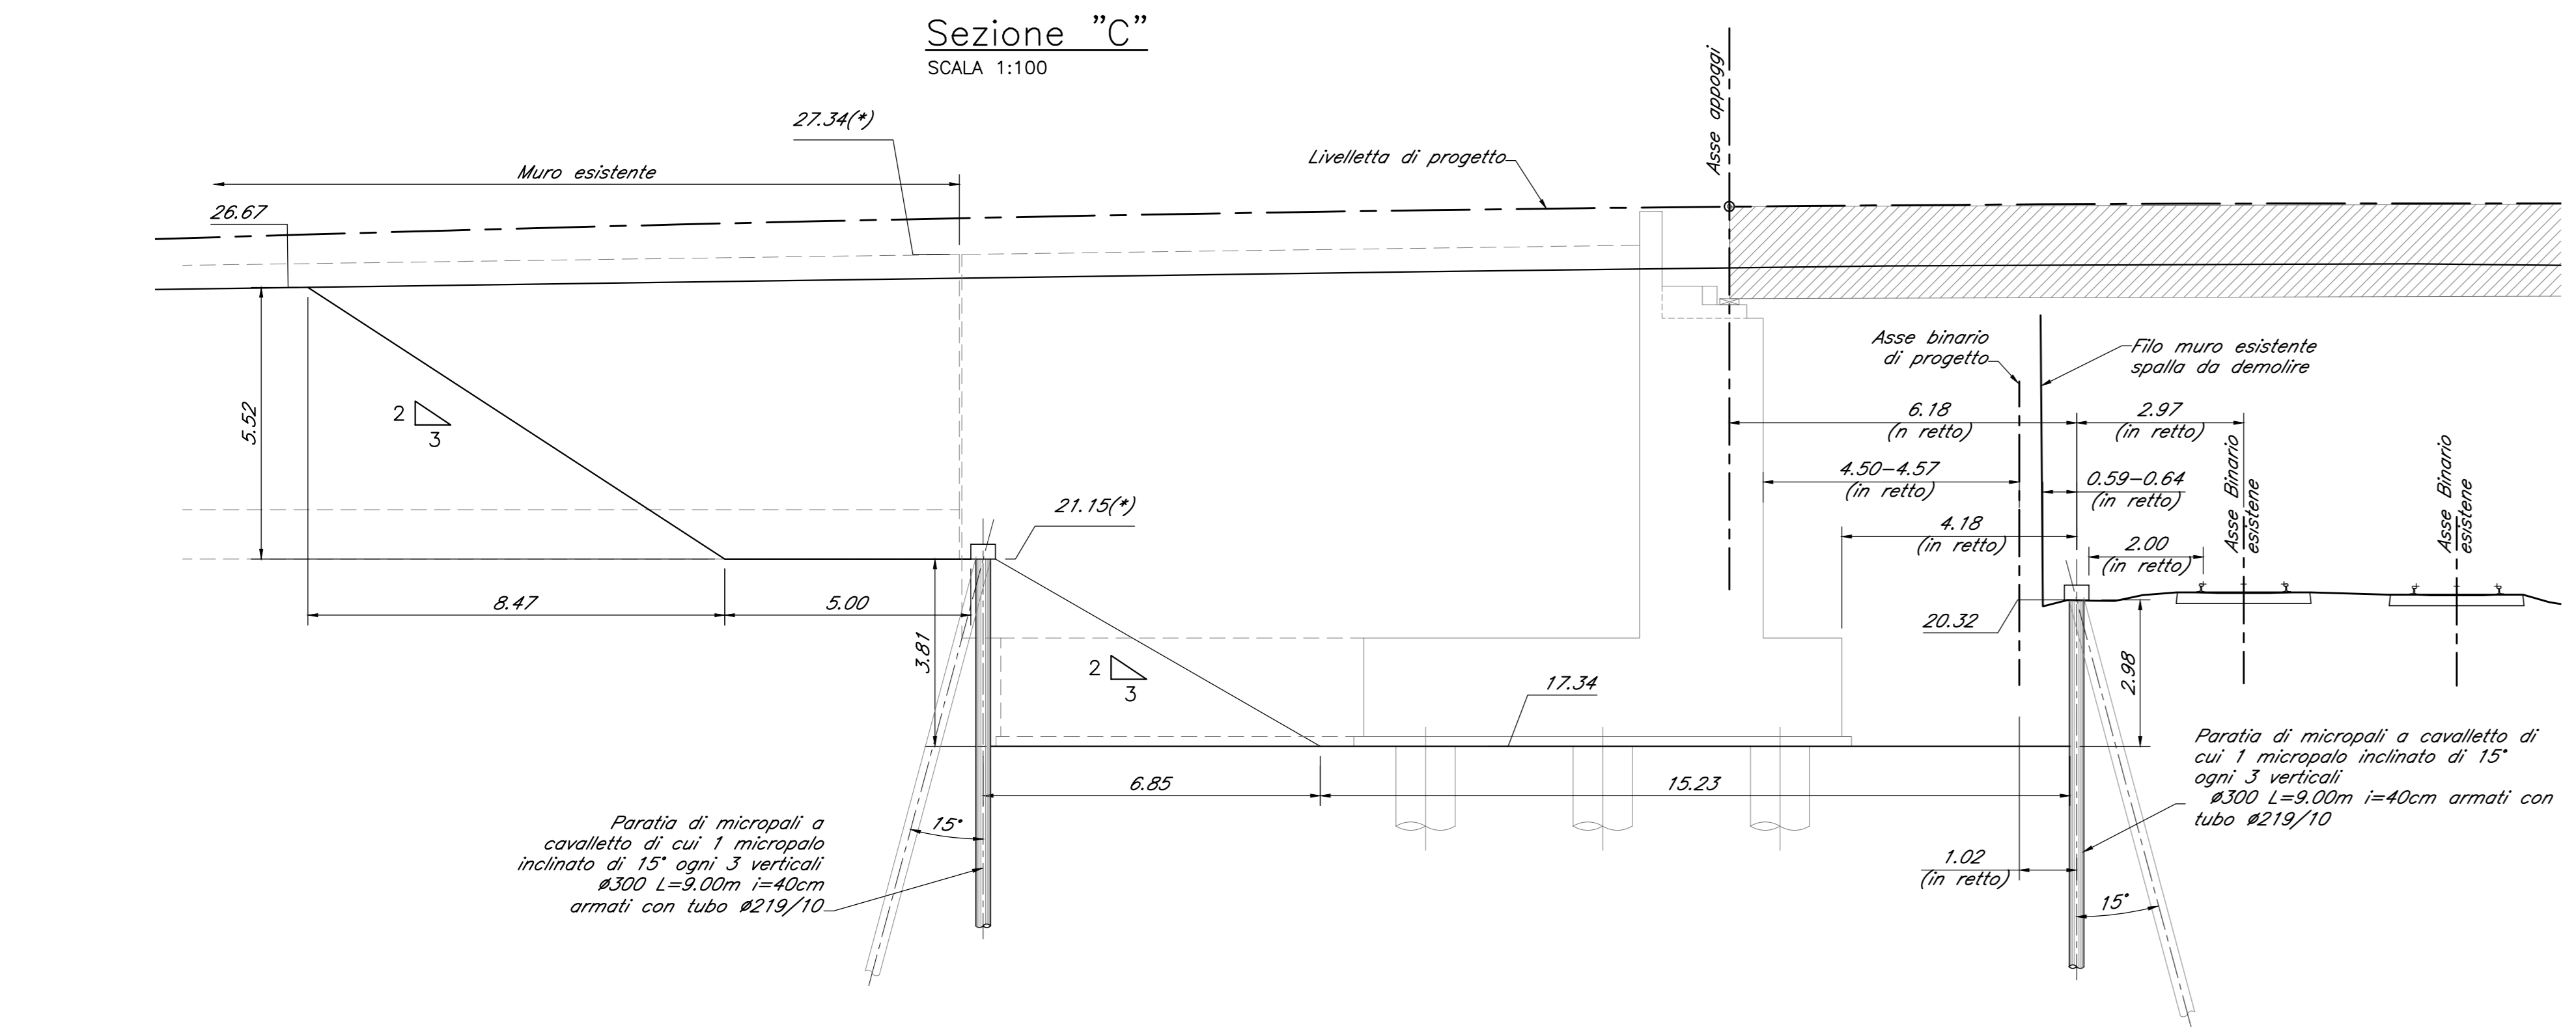 Sezione "C"
SCALA 1:100
27.34(*)
Muro esistente
26.67
Livelletta di progetto
Asse appoggi
5.52
2
3
8.47
5.00
21.15(*)
3.81
2
3
17.34
6.85
15.23
15°
Paratia di micropali a
cavalletto di cui 1 micropalo
inclinato di 15° ogni 3 verticali
ø300 L=9.00m i=40cm
armati con tubo ø219/10
Asse binario
di progetto
Filo muro esistente
spalla da demolire
6.18
(n retto)
2.97
(in retto)
4.50-4.57
(in retto)
0.59-0.64
(in retto)
4.18
(in retto)
2.00
(in retto)
Asse Binario
esistene
Asse Binario
esistene
20.32
2.98
Paratia di micropali a cavalletto di
cui 1 micropalo inclinato di 15°
ogni 3 verticali
ø300 L=9.00m i=40cm armati con
tubo ø219/10
1.02
(in retto)
15°